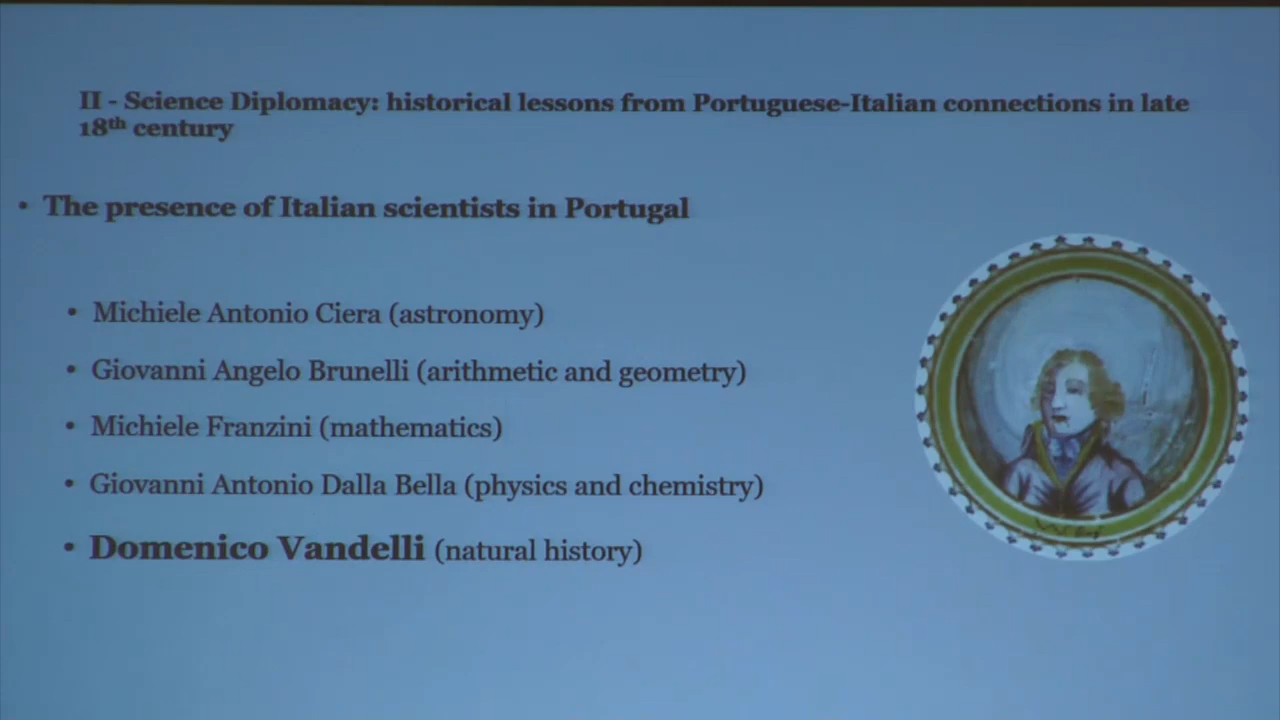 II - Science Diplomacy: historical lessons from Portuguese-Italian connections in late
18th century
• The presence of Italian scientists in Portugal
• Michiele Antonio Ciera (astronomy)
• Giovanni Angelo Brunelli (arithmetic and geometry)
• Michiele Franzini (mathematics)
• Giovanni Antonio Dalla Bella (physics and chemistry)
• Domenico Vandelli (natural history)